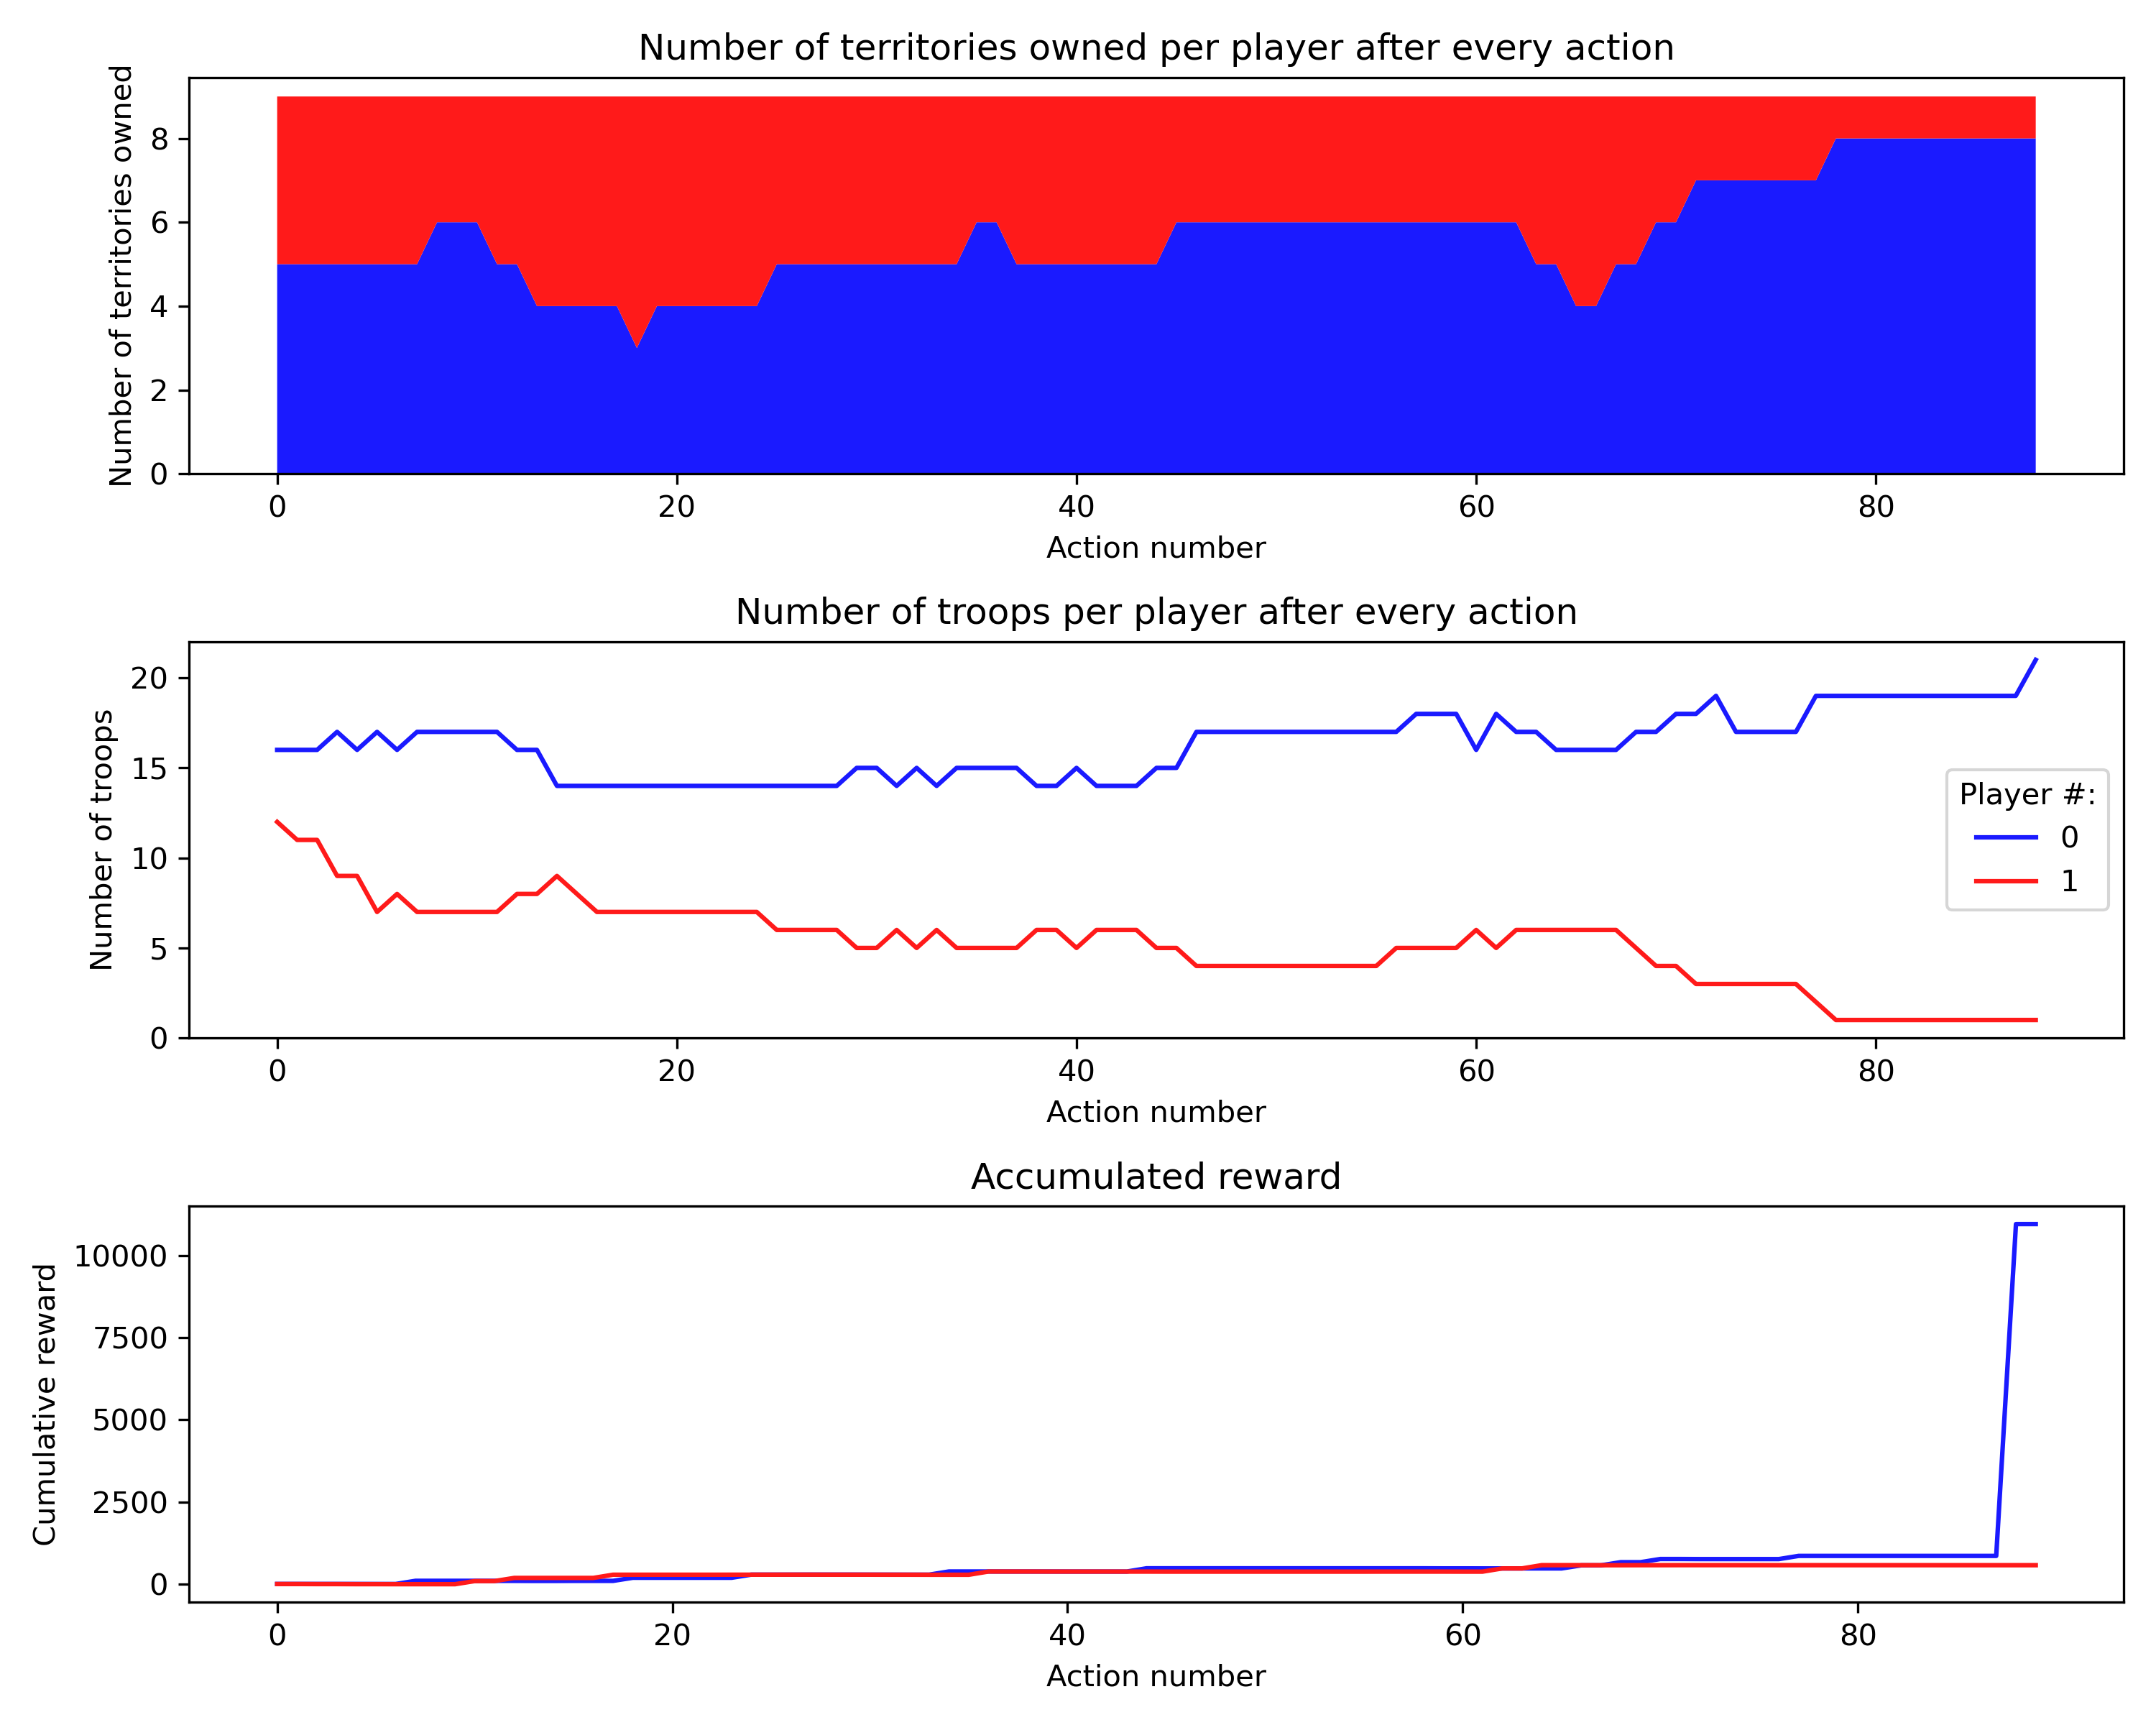 Number of territories owned per player after every action
Number of territories owned
8
6
4
2
0
0 20 40 60 80
Action number
Number of troops per player after every action
Number of troops
20
15
10
5
0
Player #:
0
1
0 20 40 60 80
Action number
Accumulated reward
Cumulative reward
10000
7500
5000
2500
0
0 20 40 60 80
Action number